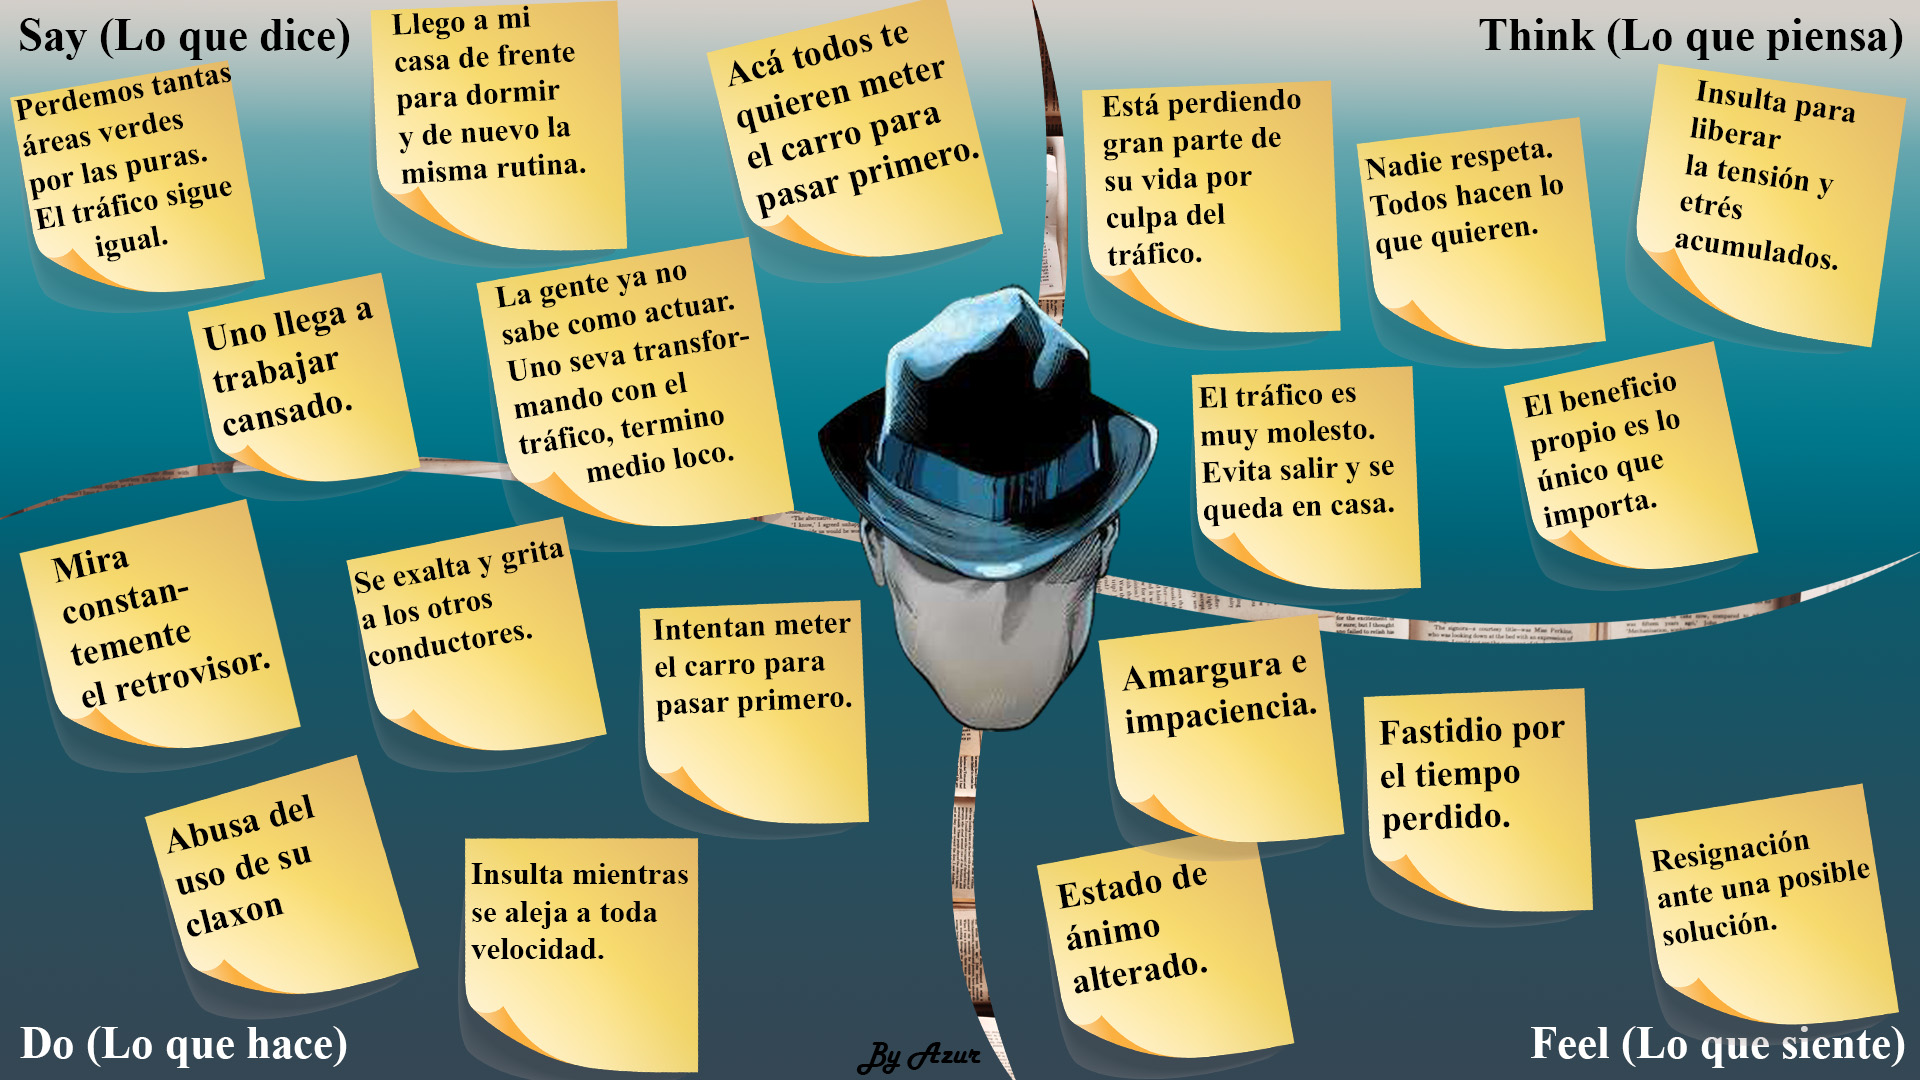 Say (Lo que dice)
Perdemos tantas
áreas verdes
por las puras.
El tráfico sigue
igual.
Llego a mi
casa de frente
para dormir
y de nuevo la
misma rutina.
Acá todos te
quieren meter
el carro para
pasar primero.
Uno llega a
trabajar
cansado.
La gente ya no
sabe como actuar.
Uno seva transfor-
mando con el
tráfico, termino
medio loco.
Think (Lo que piensa)
Está perdiendo
gran parte de
su vida por
culpa del
tráfico.
Nadie respeta.
Todos hacen lo
que quieren.
Insulta para
liberar
la tensión y
etrés
acumulados.
El tráfico es
muy molesto.
Evita salir y se
queda en casa.
El beneficio
propio es lo
único que
importa.
Mira
constan-
temente
el retrovisor.
Se exalta y grita
a los otros
conductores.
Intentan meter
el carro para
pasar primero.
Abusa del
uso de su
claxon
Insulta mientras
se aleja a toda
velocidad.
Do (Lo que hace)
Amargura e
impaciencia.
Fastidio por
el tiempo
perdido.
Estado de
ánimo
alterado.
Resignación
ante una posible
solución.
Feel (Lo que siente)
By Azur